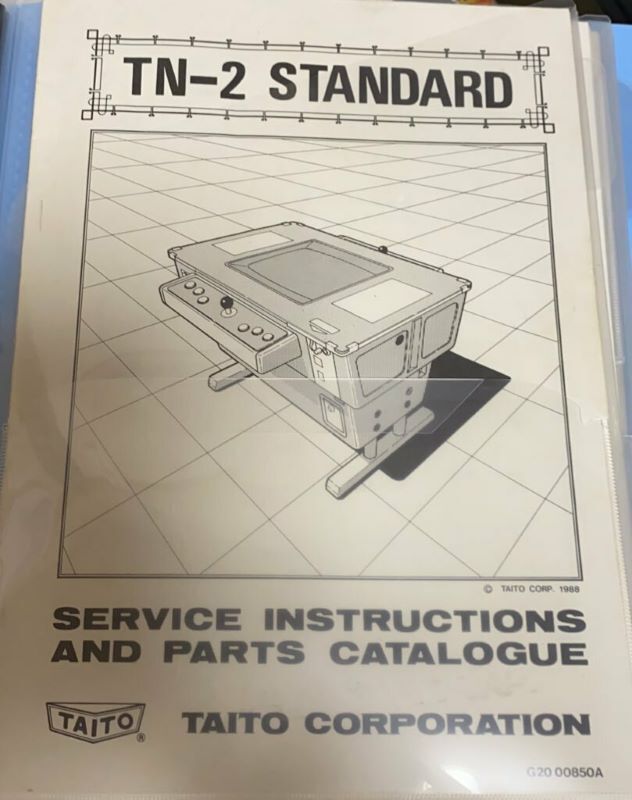 TN-2 STANDARD
© TAITO CORP. 1988
SERVICE INSTRUCTIONS
AND PARTS CATALOGUE
TAITO ®
TAITO CORPORATION
G20 00850A